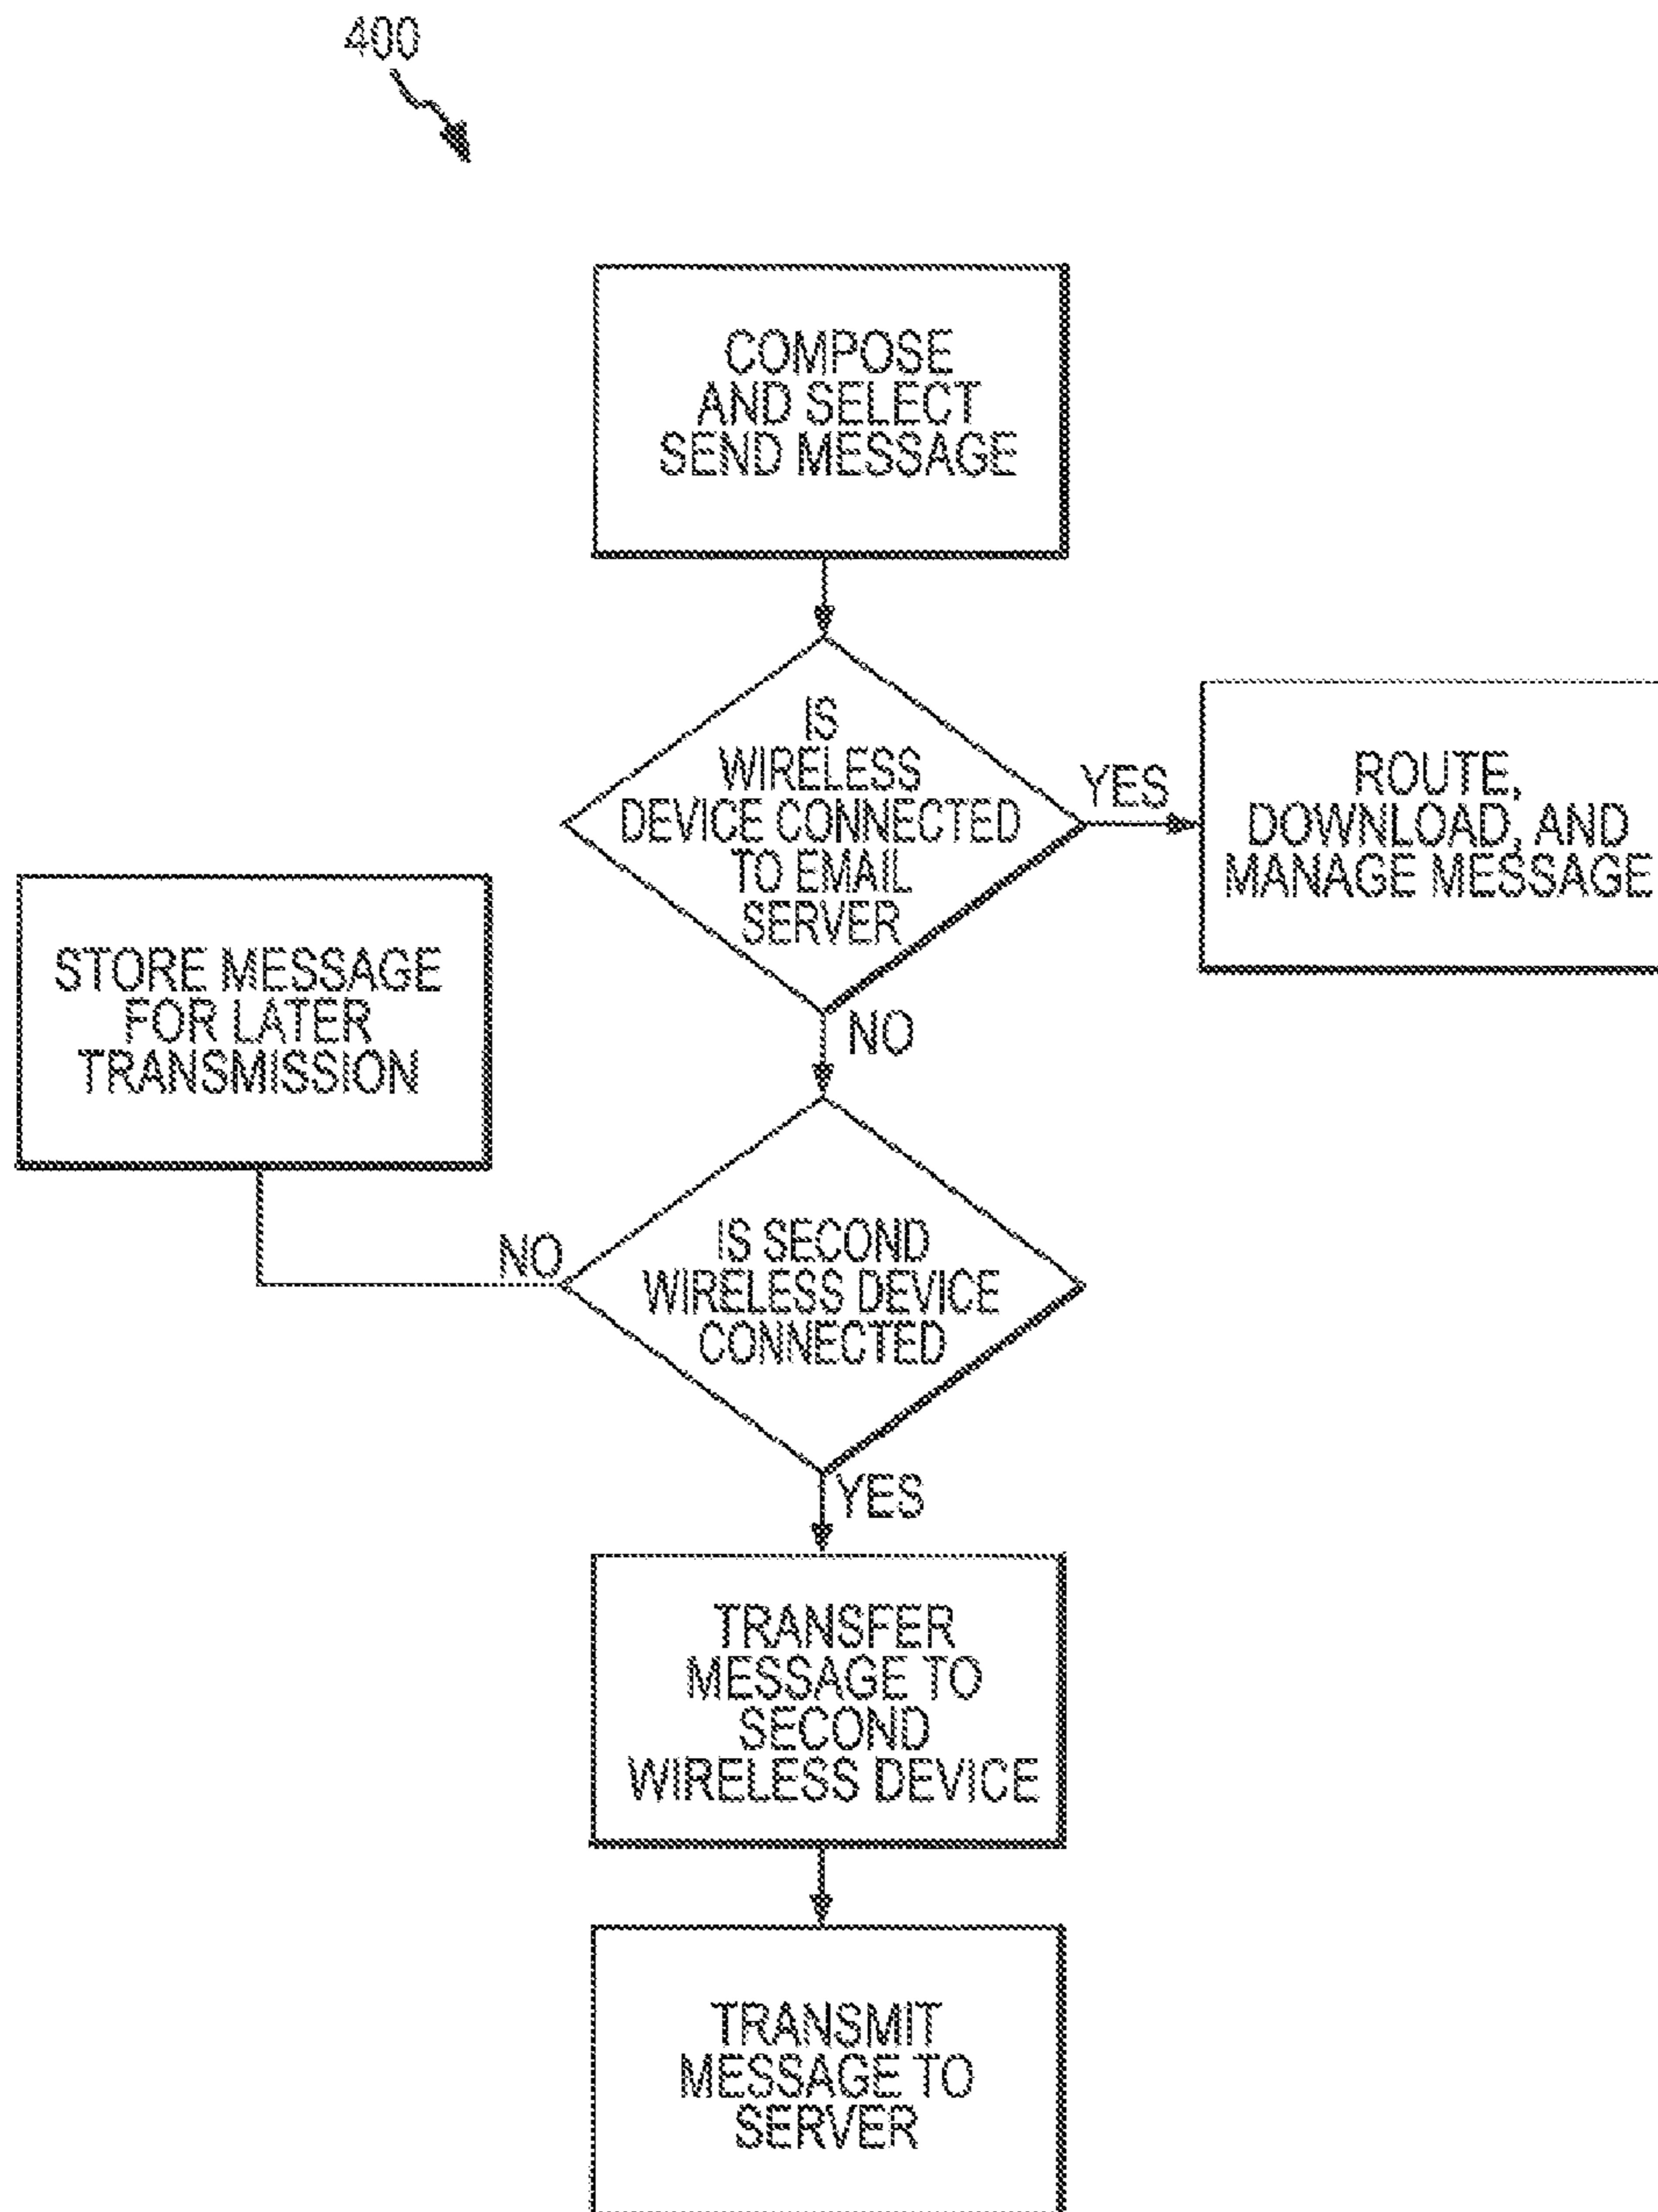 400
COMPOSE
AND SELECT
SEND MESSAGE
IS
WIRELESS
DEVICE CONNECTED
TO EMAIL
SERVER
YES
ROUTE,
DOWNLOAD, AND
MANAGE MESSAGE
NO
STORE MESSAGE
FOR LATER
TRANSMISSION
NO
IS SECOND
WIRELESS DEVICE
CONNECTED
YES
TRANSFER
MESSAGE TO
SECOND
WIRELESS DEVICE
TRANSMIT
MESSAGE TO
SERVER